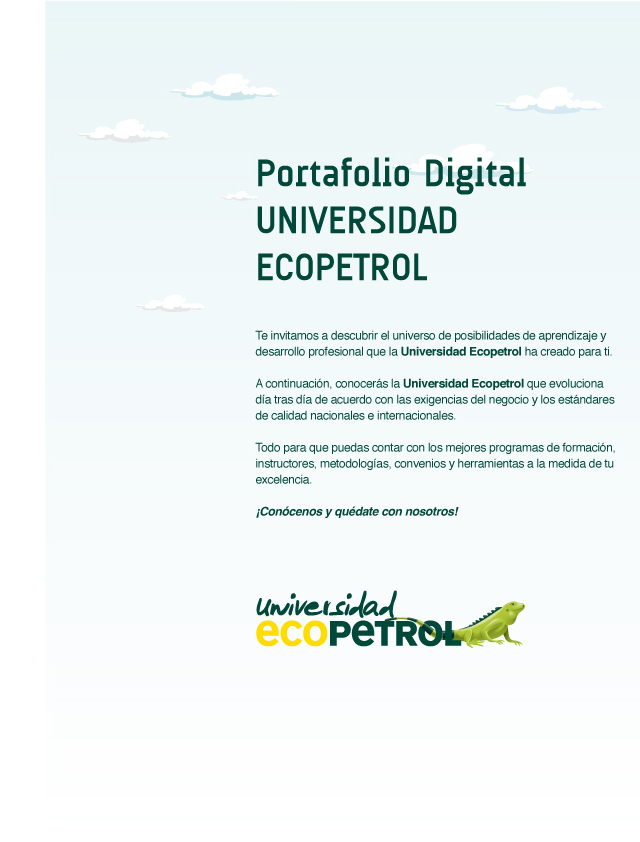 Portafolio Digital
UNIVERSIDAD
ECOPETROL
Te invitamos a descubrir el universo de posibilidades de aprendizaje y
desarrollo profesional que la Universidad Ecopetrol ha creado para ti.
A continuación, conocerás la Universidad Ecopetrol que evoluciona
día tras día de acuerdo con las exigencias del negocio y los estándares
de calidad nacionales e internacionales.
Todo para que puedas contar con los mejores programas de formación,
instructores, metodologías, convenios y herramientas a la medida de tu
excelencia.
¡Conócenos y quédate con nosotros!
universidad
ecoPeTROL